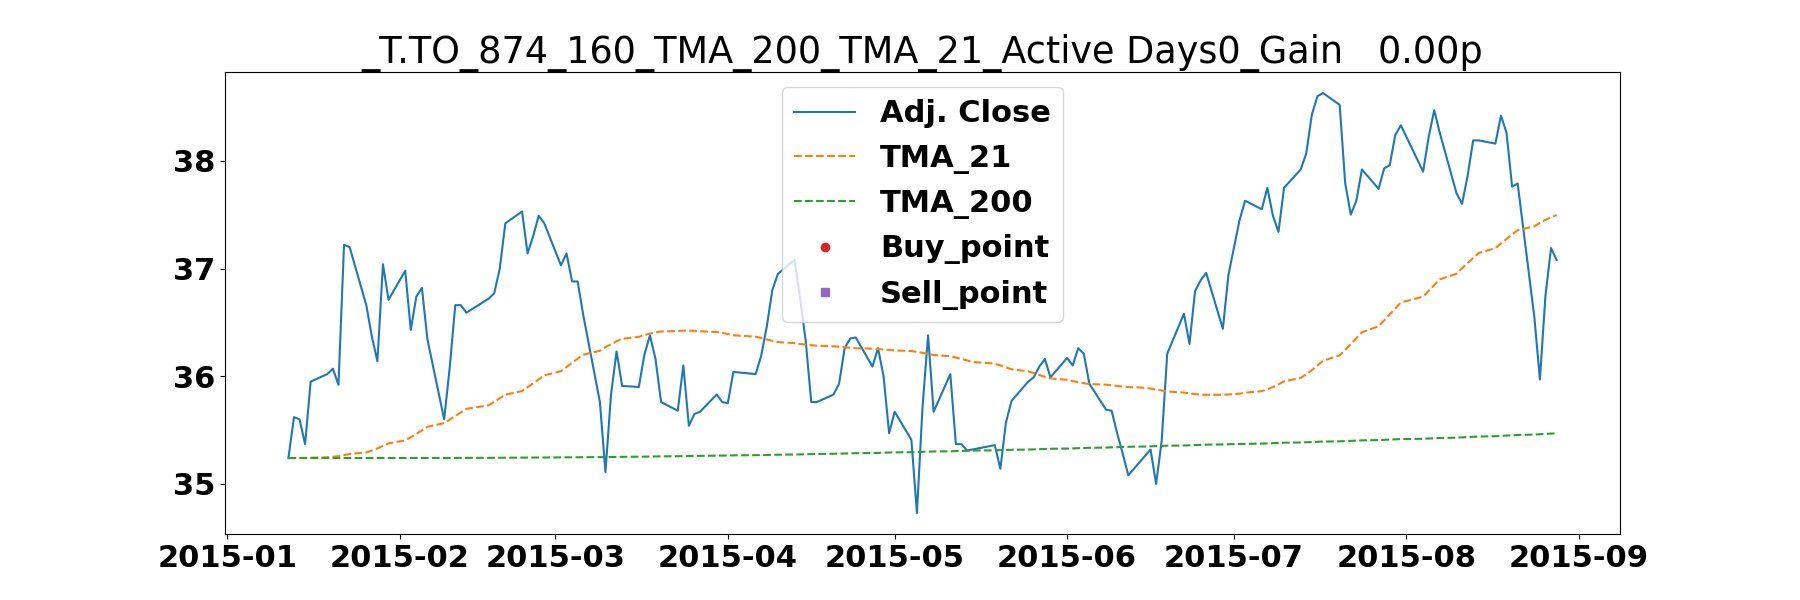 _T.TO_874_160_TMA_200_TMA_21_Active Days0_Gain   0.00p
Adj. Close
TMA_21
TMA_200
Buy_point
Sell_point
38
37
36
35
2015-01 2015-02 2015-03 2015-04 2015-05 2015-06 2015-07 2015-08 2015-09